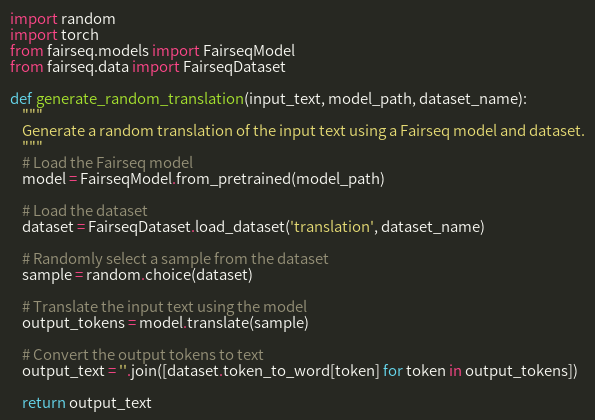 import random
import torch
from fairseq.models import FairseqModel
from fairseq.data import FairseqDataset
def generate_random_translation(input_text, model_path, dataset_name):
"""
Generate a random translation of the input text using a Fairseq model and dataset.
"""
# Load the Fairseq model
model = FairseqModel.from_pretrained(model_path)
# Load the dataset
dataset = FairseqDataset.load_dataset('translation', dataset_name)
# Randomly select a sample from the dataset
sample = random.choice(dataset)
# Translate the input text using the model
output_tokens = model.translate(sample)
# Convert the output tokens to text
output_text = ''.join([dataset.token_to_word[token] for token in output_tokens])
return output_text